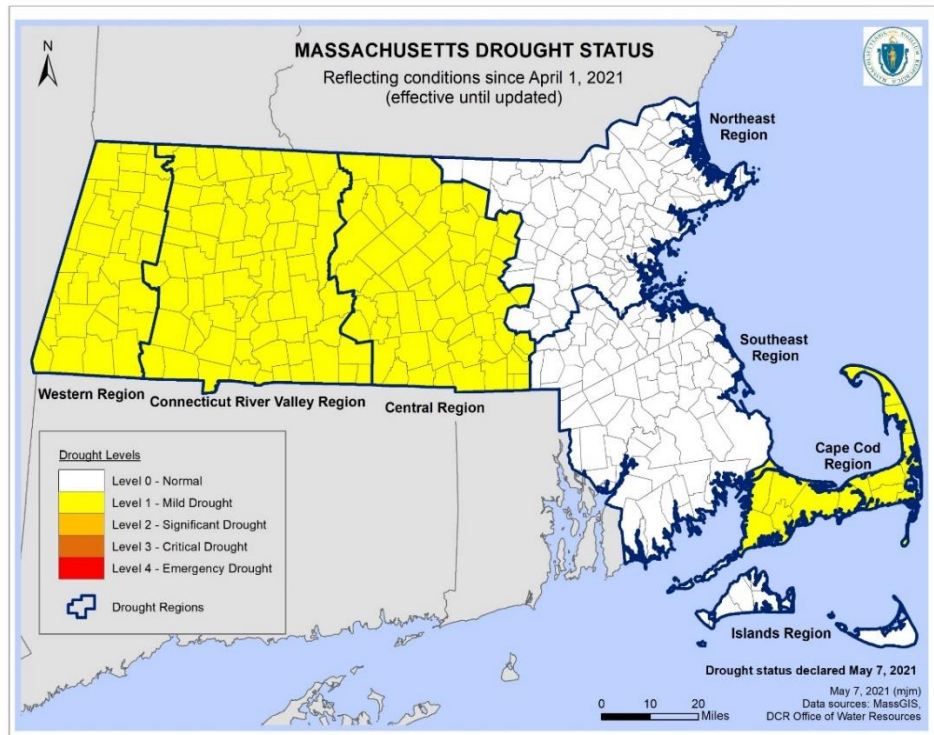 N
MASSACHUSETTS DROUGHT STATUS
Reflecting conditions since April 1, 2021
(effective until updated)
Northeast
Region
Southeast
Region
Western Region
Connecticut River Valley Region
Central Region
Cape Cod
Region
Drought Levels
Level 0 - Normal
Level 1 - Mild Drought
Level 2 - Significant Drought
Level 3 - Critical Drought
Level 4 - Emergency Drought
Drought Regions
Islands Region
Drought status declared May 7, 2021
May 7, 2021 (mjm)
Data sources: MassGIS,
DCR Office of Water Resources
0 10 20
Miles